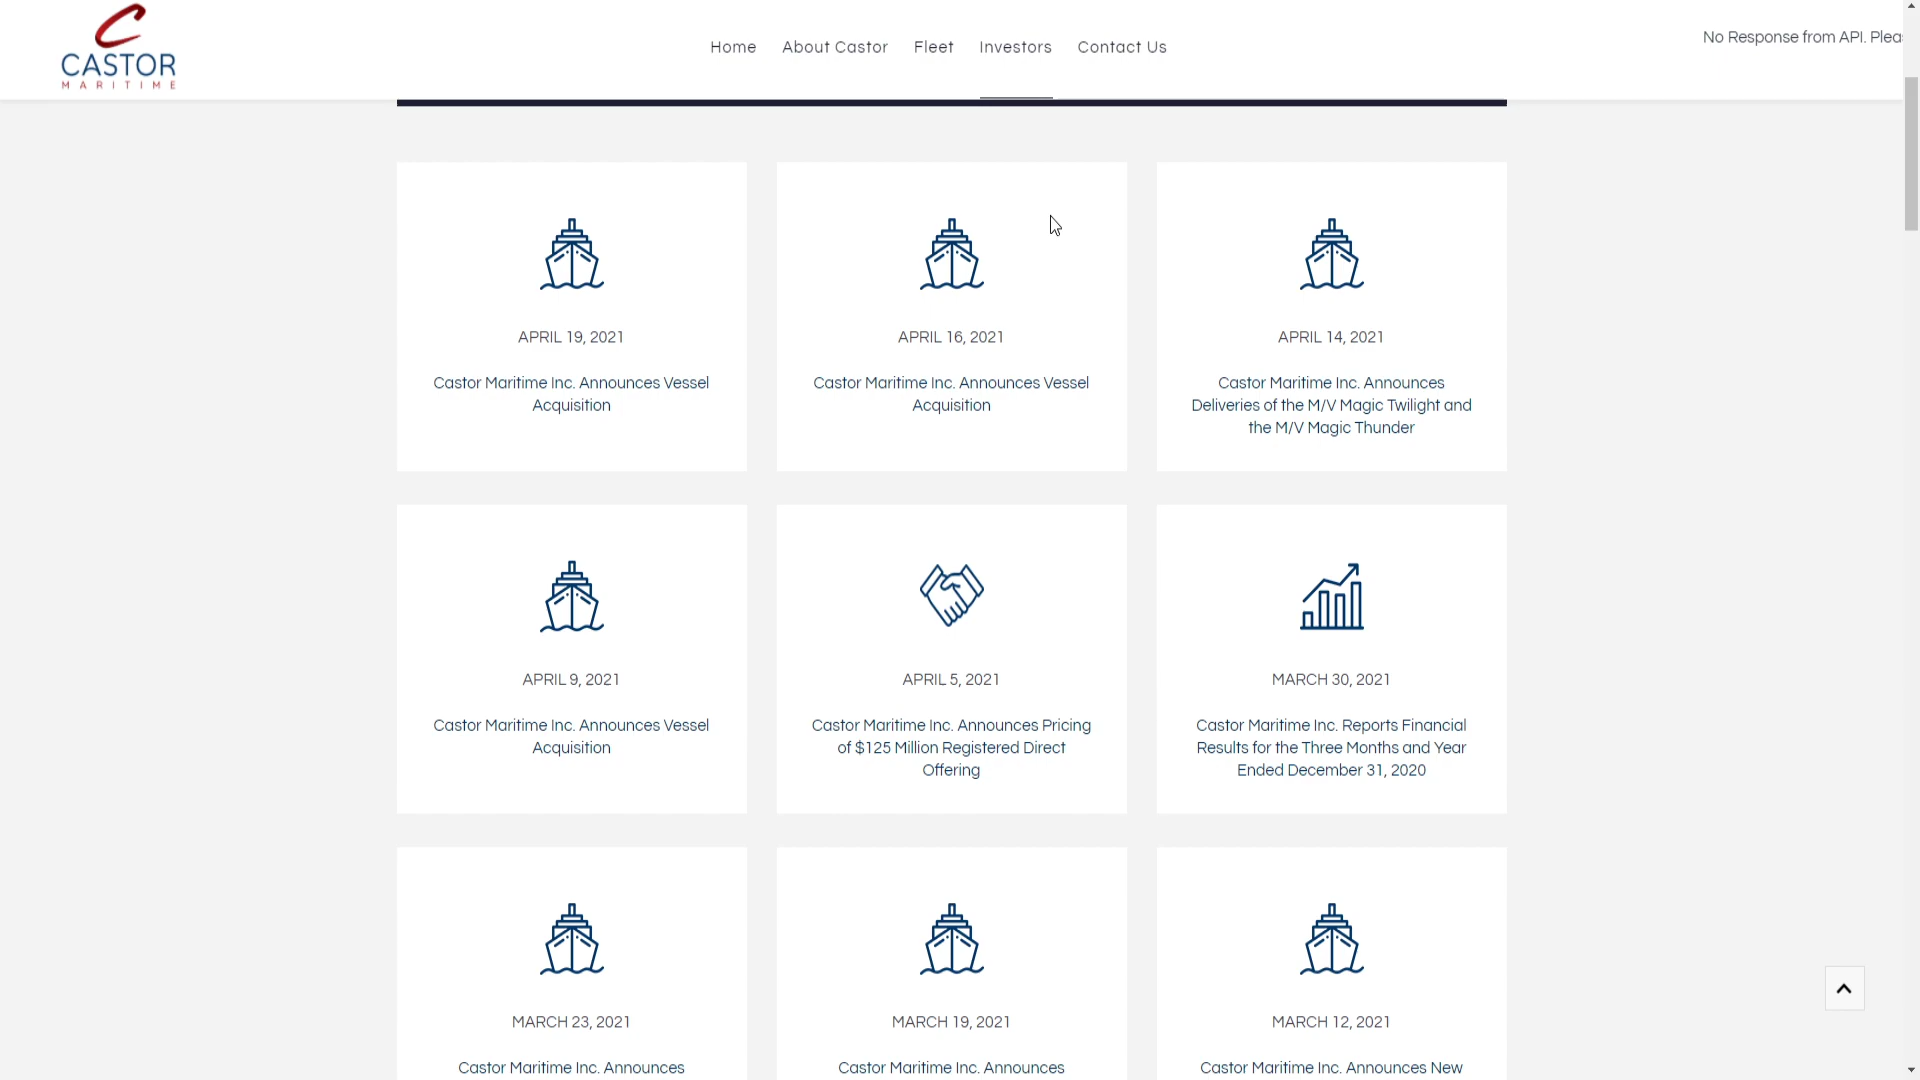 CASTOR
MARITIME
Home
About Castor
Fleet
Investors
Contact Us
No Response from API. Plea
APRIL 19, 2021
Castor Maritime Inc. Announces Vessel
Acquisition
APRIL 16, 2021
Castor Maritime Inc. Announces Vessel
Acquisition
APRIL 14, 2021
Castor Maritime Inc. Announces
Deliveries of the M/V Magic Twilight and
the M/V Magic Thunder
APRIL 9, 2021
Castor Maritime Inc. Announces Vessel
Acquisition
APRIL 5, 2021
Castor Maritime Inc. Announces Pricing
of $125 Million Registered Direct
Offering
MARCH 30, 2021
Castor Maritime Inc. Reports Financial
Results for the Three Months and Year
Ended December 31, 2020
MARCH 23, 2021
Castor Maritime Inc. Announces
MARCH 19, 2021
Castor Maritime Inc. Announces
MARCH 12, 2021
Castor Maritime Inc. Announces New